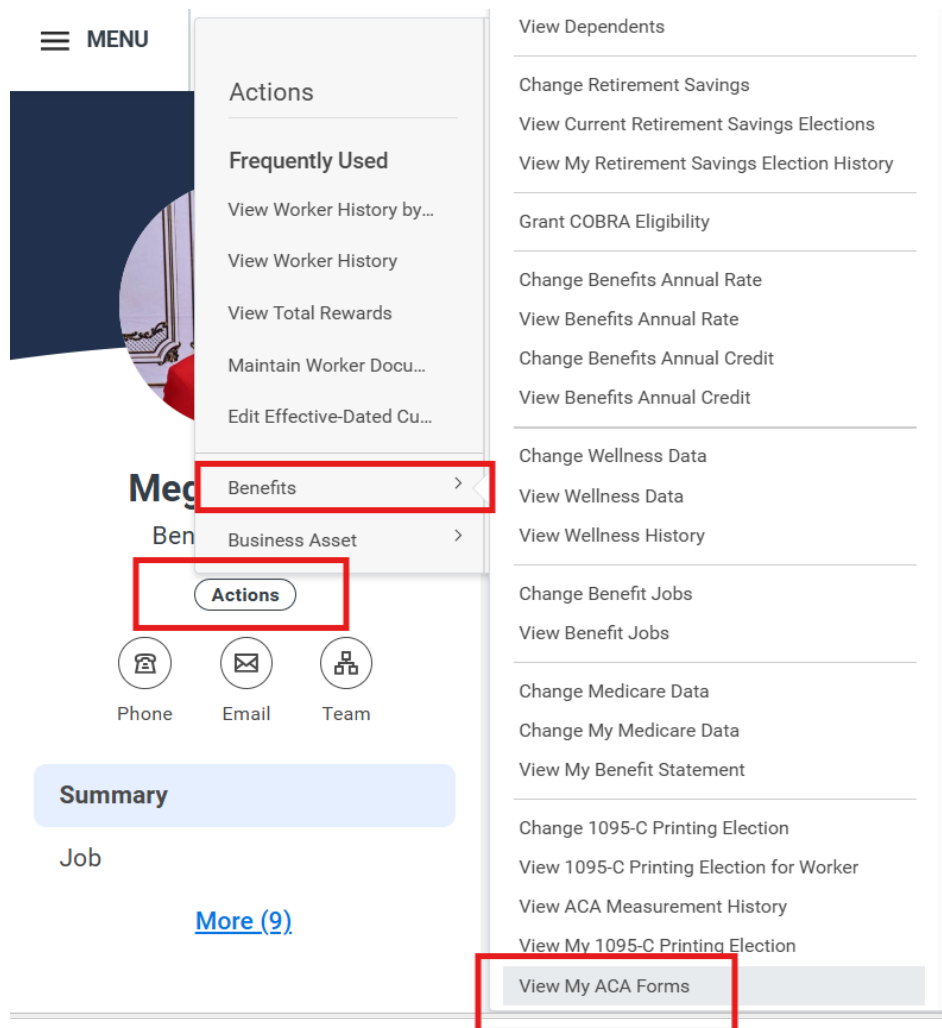 MENU
Actions
Frequently Used
View Worker History by...
View Worker History
View Total Rewards
Maintain Worker Docu...
Edit Effective-Dated Cu...
Benefits
Business Asset
Meg
Ben
Actions
Phone
Email
Team
Summary
Job
More (9)
View Dependents
Change Retirement Savings
View Current Retirement Savings Elections
View My Retirement Savings Election History
Grant COBRA Eligibility
Change Benefits Annual Rate
View Benefits Annual Rate
Change Benefits Annual Credit
View Benefits Annual Credit
Change Wellness Data
View Wellness Data
View Wellness History
Change Benefit Jobs
View Benefit Jobs
Change Medicare Data
Change My Medicare Data
View My Benefit Statement
Change 1095-C Printing Election
View 1095-C Printing Election for Worker
View ACA Measurement History
View My 1095-C Printing Election
View My ACA Forms